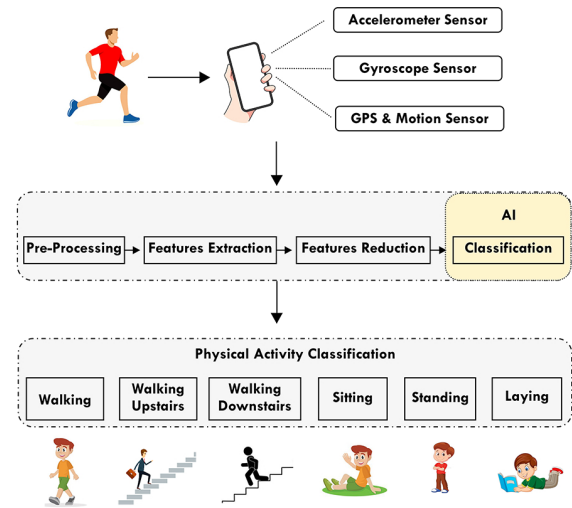 Accelerometer Sensor
Gyroscope Sensor
GPS & Motion Sensor
AI
Pre-Processing
Features Extraction
Features Reduction
Classification
Physical Activity Classification
Walking
Walking
Upstairs
Walking
Downstairs
Sitting
Standing
Laying